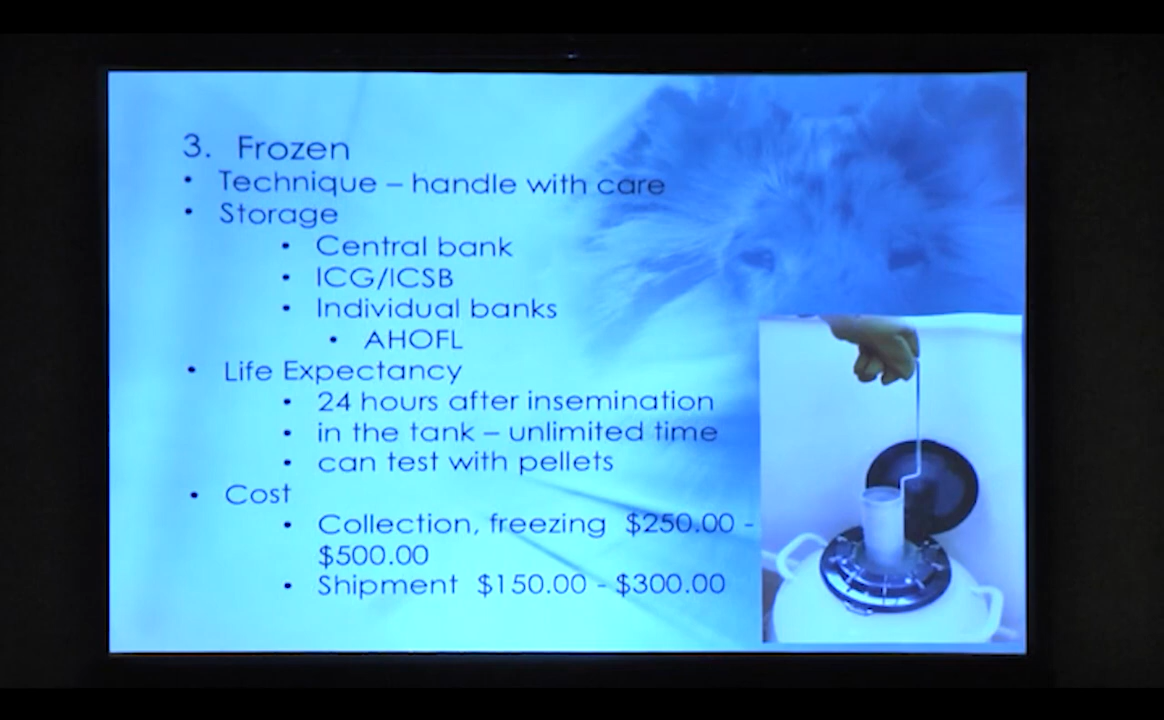 3. Frozen
• Technique – handle with care
• Storage
• Central bank
• ICG/ICSB
• Individual banks
• AHOFL
• Life Expectancy
• 24 hours after insemination
• in the tank – unlimited time
• can test with pellets
• Cost
• Collection, freezing $250.00 -
$500.00
• Shipment $150.00 - $300.00